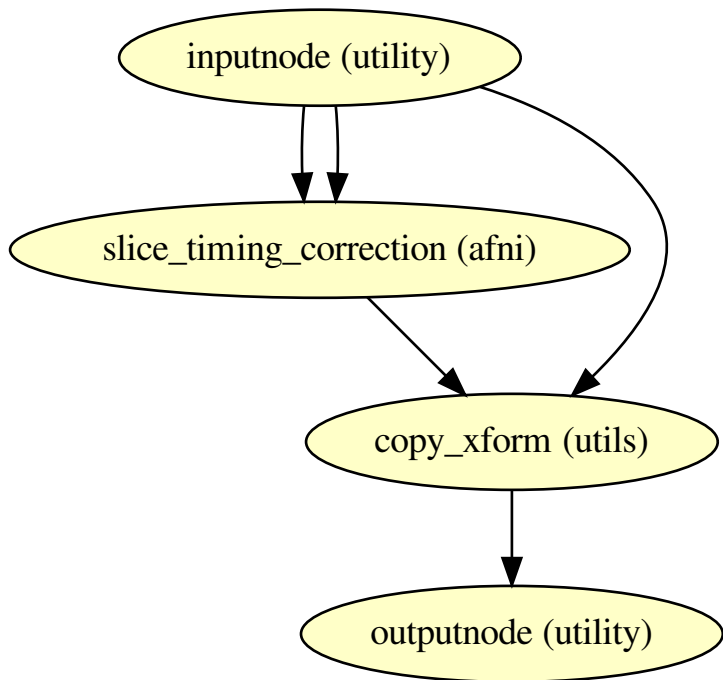 inputnode (utility)
slice_timing_correction (afni)
copy_xform (utils)
outputnode (utility)